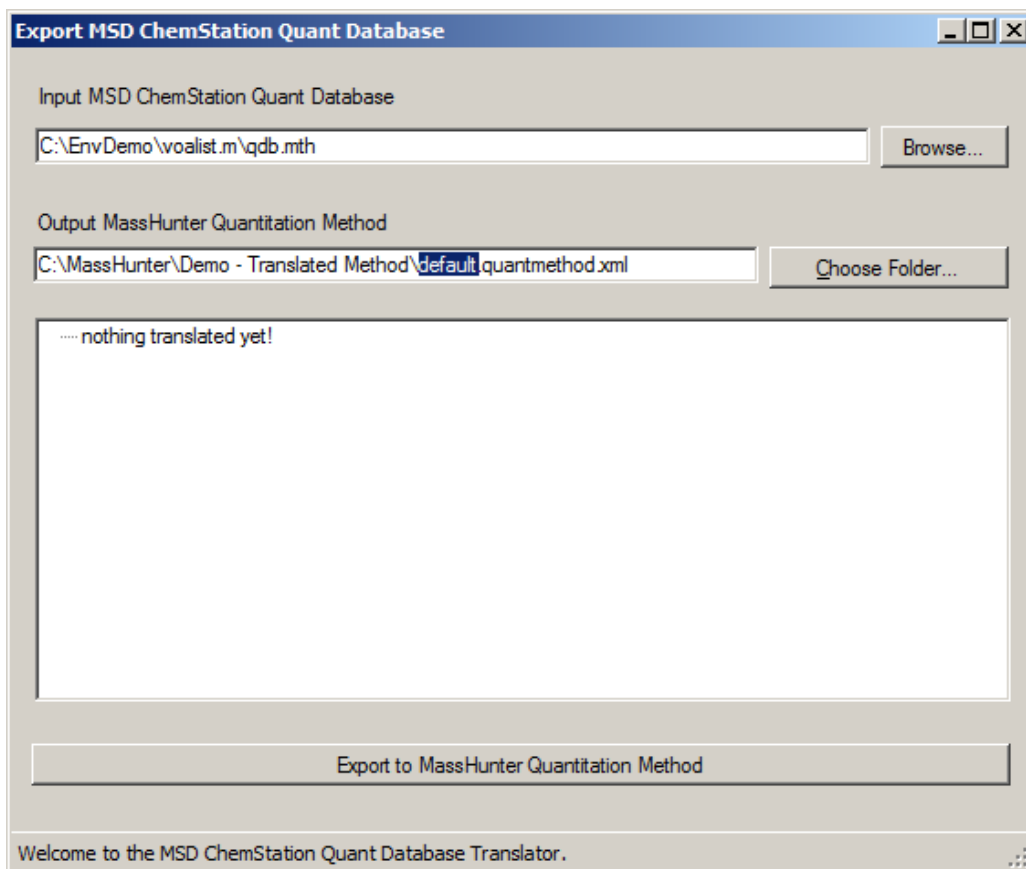 Export MSD ChemStation Quant Database
Input MSD ChemStation Quant Database
C:\EnvDemo\voalist.m\qdb.mth
Browse...
Output MassHunter Quantitation Method
C:\MassHunter\Demo - Translated Method\default.quantmethod.xml
Choose Folder...
nothing translated yet!
Export to MassHunter Quantitation Method
Welcome to the MSD ChemStation Quant Database Translator.